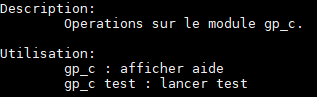 Description:
Operations sur le module gp_c.
Utilisation:
gp_c : afficher aide
gp_c test : lancer test